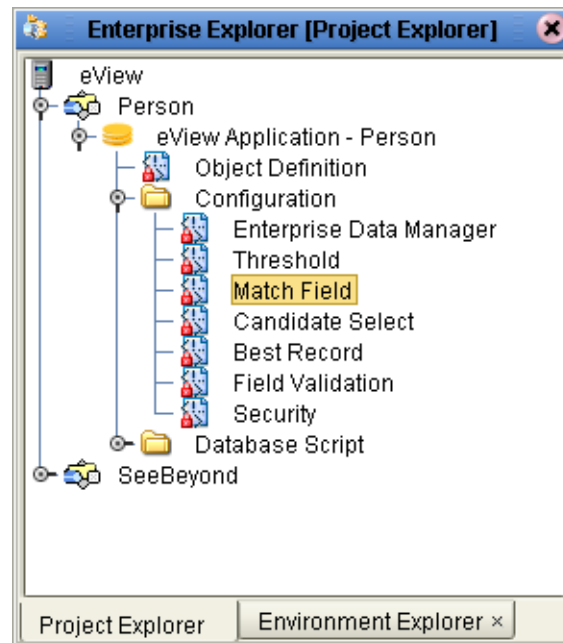 Enterprise Explorer [Project Explorer]
eView
Person
eView Application - Person
Object Definition
Configuration
Enterprise Data Manager
Threshold
Match Field
Candidate Select
Best Record
Field Validation
Security
Database Script
SeeBeyond
Project Explorer
Environment Explorer ×